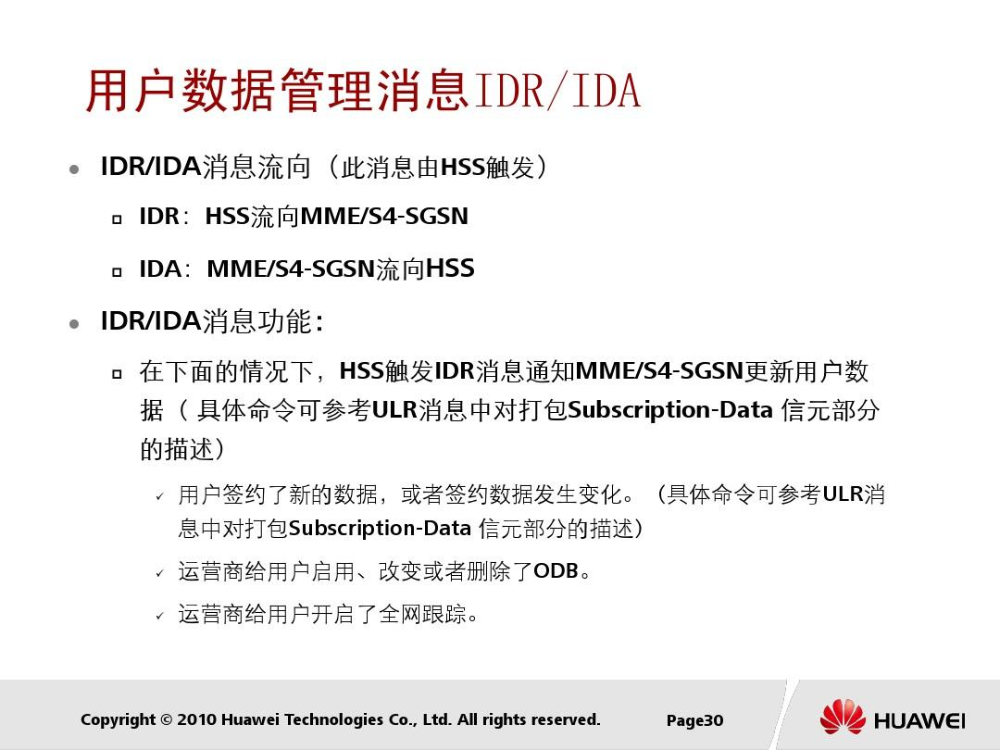 用户数据管理消息IDR/IDA
IDR/IDA消息流向（此消息由HSS触发）
IDR：HSS流向MME/S4-SGSN
IDA：MME/S4-SGSN流向HSS
IDR/IDA消息功能：
在下面的情况下，HSS触发IDR消息通知MME/S4-SGSN更新用户数
据（ 具体命令可参考ULR消息中对打包Subscription-Data 信元部分
的描述）
用户签约了新的数据，或者签约数据发生变化。（具体命令可参考ULR消
息中对打包Subscription-Data 信元部分的描述）
运营商给用户启用、改变或者删除了ODB。
运营商给用户开启了全网跟踪。
Copyright © 2010 Huawei Technologies Co., Ltd. All rights reserved.
Page30
HUAWEI